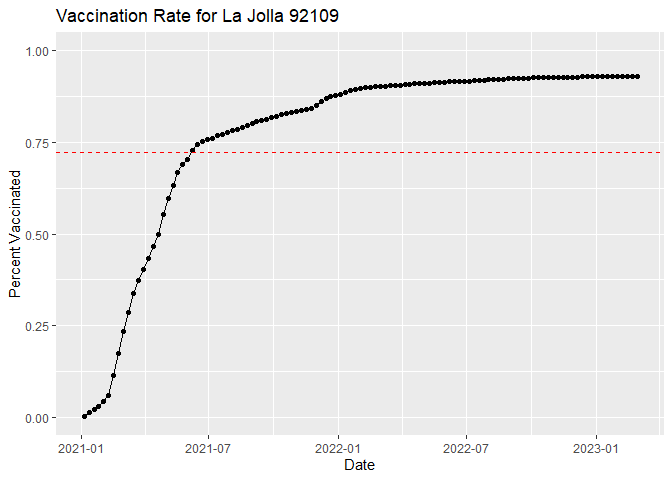 Vaccination Rate for La Jolla 92109
1.00
0.75
0.50
0.25
0.00
Percent Vaccinated
2021-01 2021-07 2022-01 2022-07 2023-01
Date